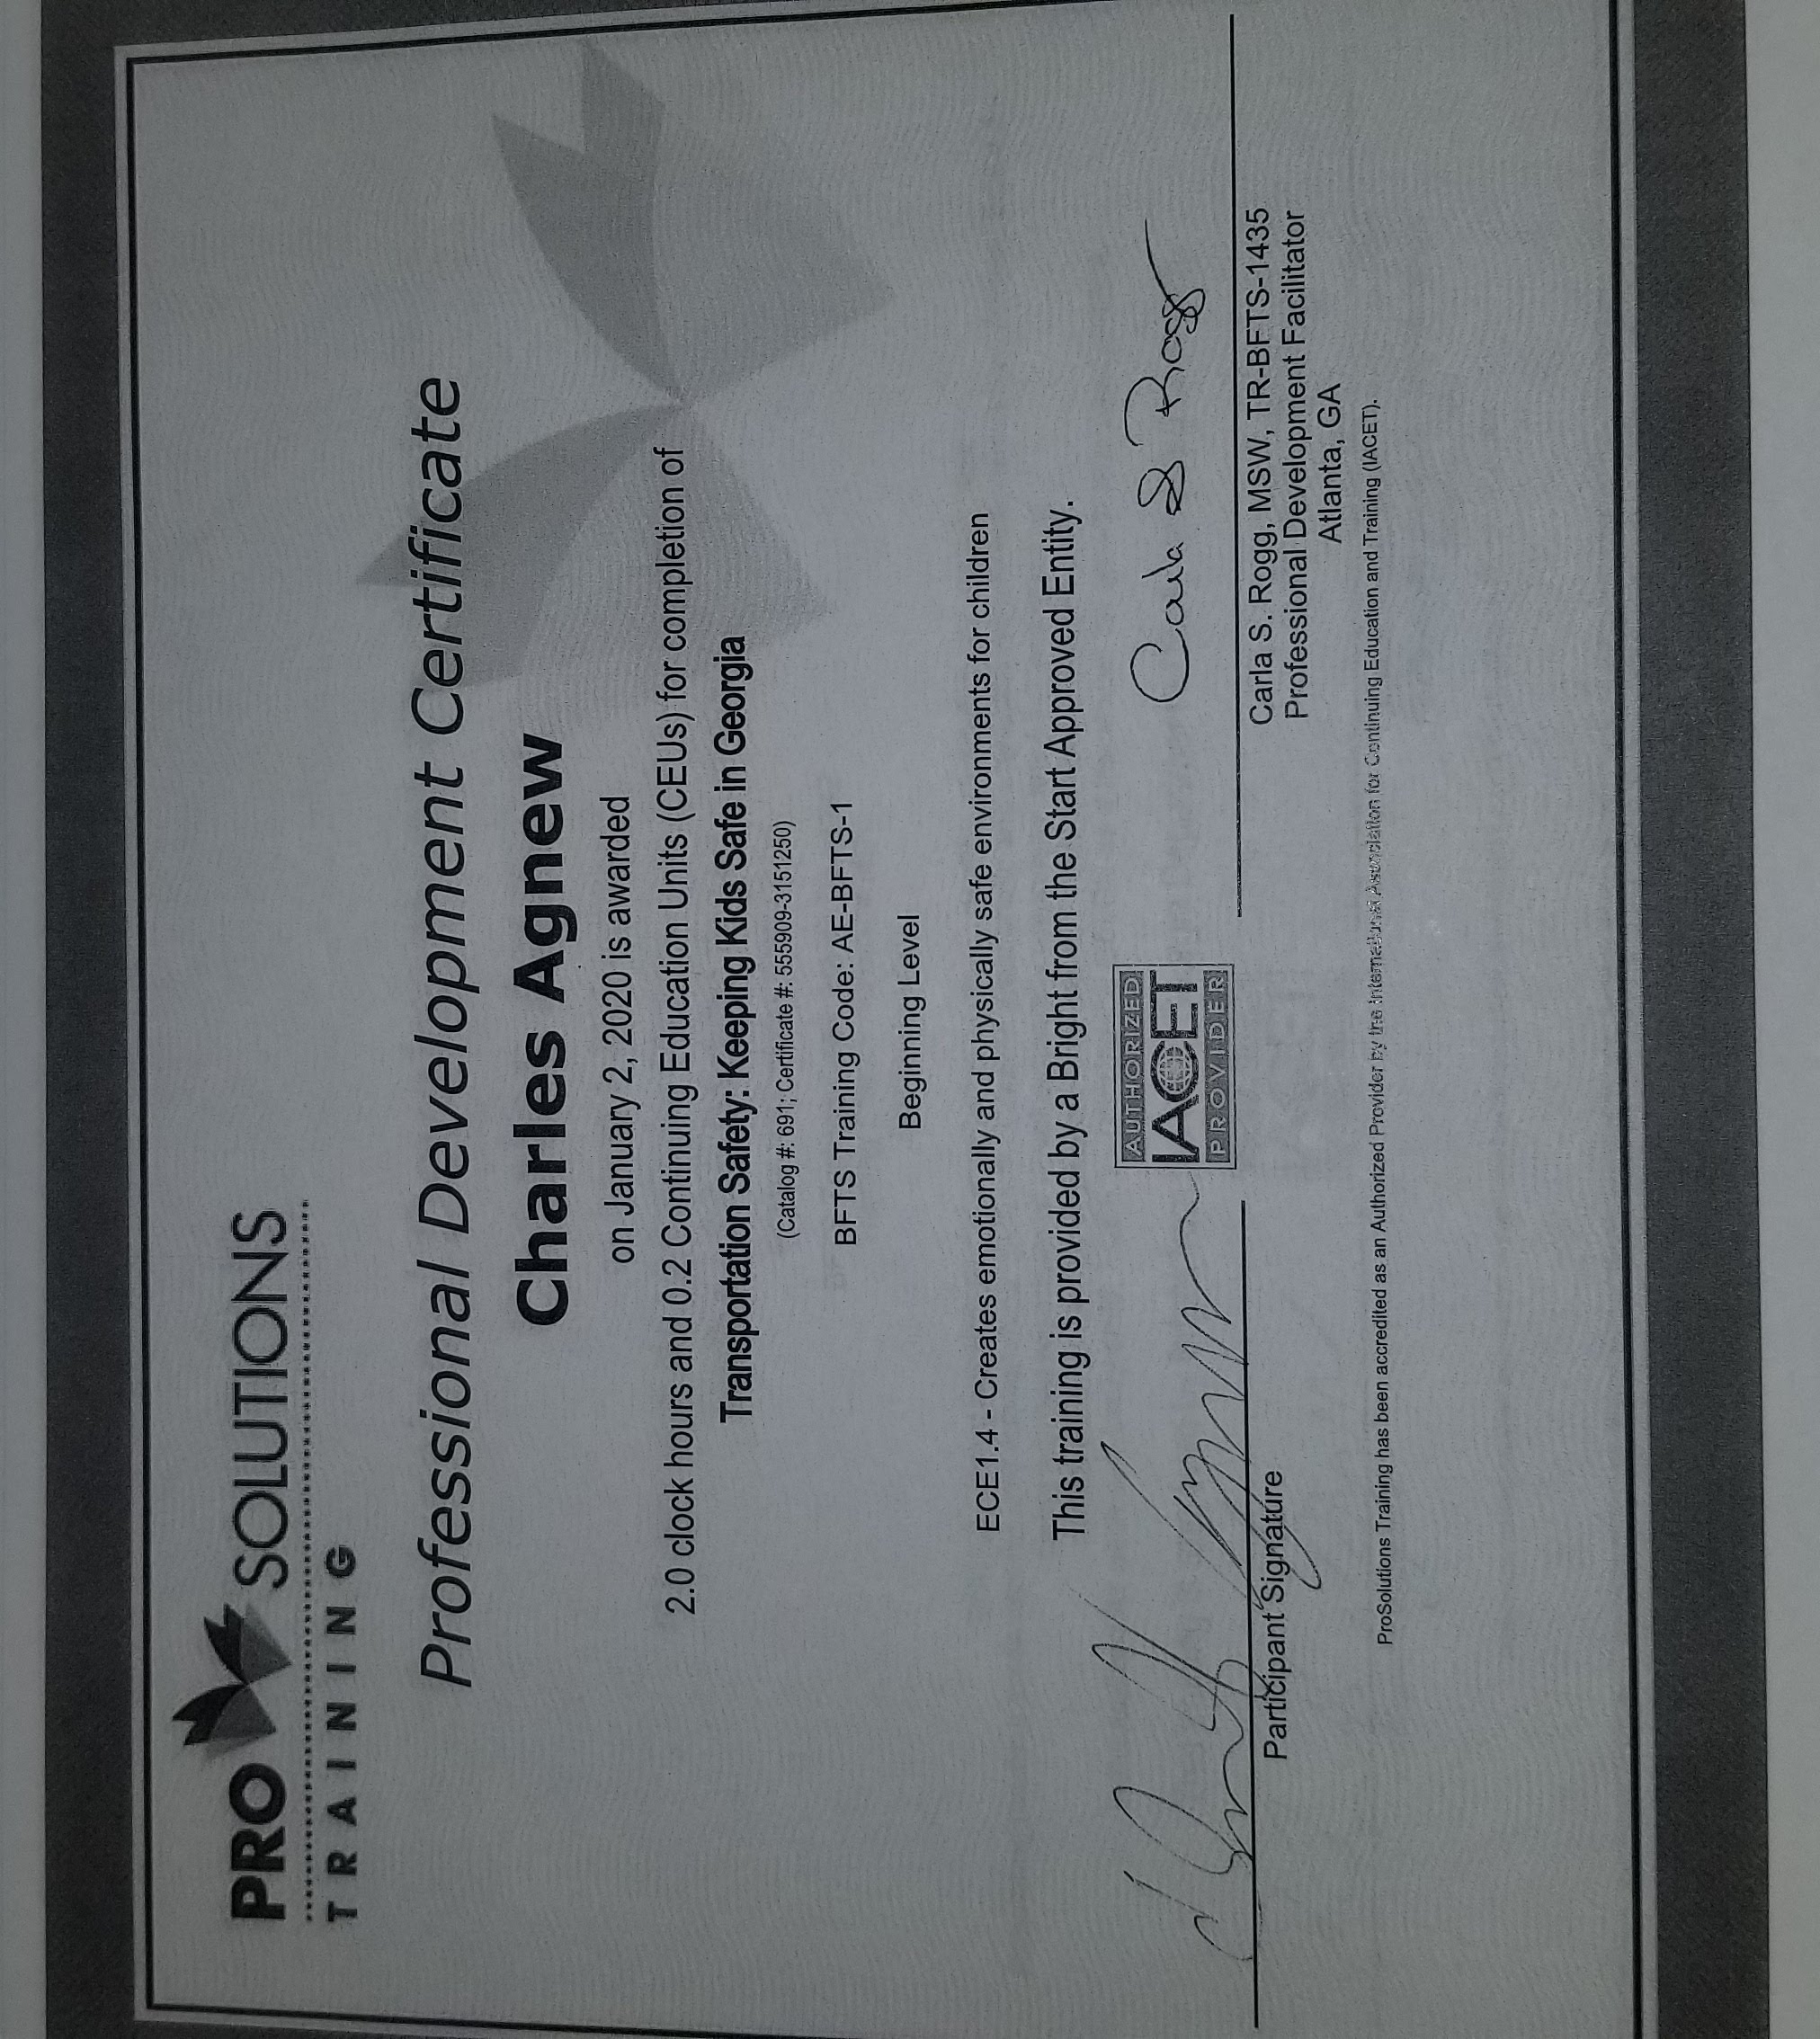 PRO SOLUTIONS
TRAINING
Professional Development Certificate
Charles Agnew
on January 2, 2020 is awarded
2.0 clock hours and 0.2 Continuing Education Units (CEUs) for completion of
Transportation Safety: Keeping Kids Safe in Georgia
(Catalog #: 691; Certificate #: 555909-3151250)
BFTS Training Code: AE-BFTS-1
Beginning Level
ECE1.4 - Creates emotionally and physically safe environments for children
This training is provided by a Bright from the Start Approved Entity.
AUTHORIZED
IACET
PROVIDER
Carla S Rogg
Participant Signature
Carla S. Rogg, MSW, TR-BFTS-1435
Professional Development Facilitator
Atlanta, GA
ProSolutions Training has been accredited as an Authorized Provider by the International Association for Continuing Education and Training (IACET).